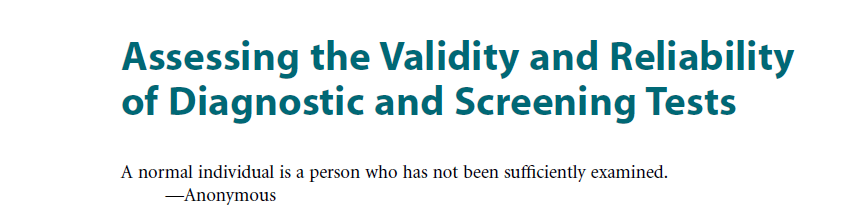 Assessing the Validity and Reliability
of Diagnostic and Screening Tests
A normal individual is a person who has not been sufficiently examined.
—Anonymous